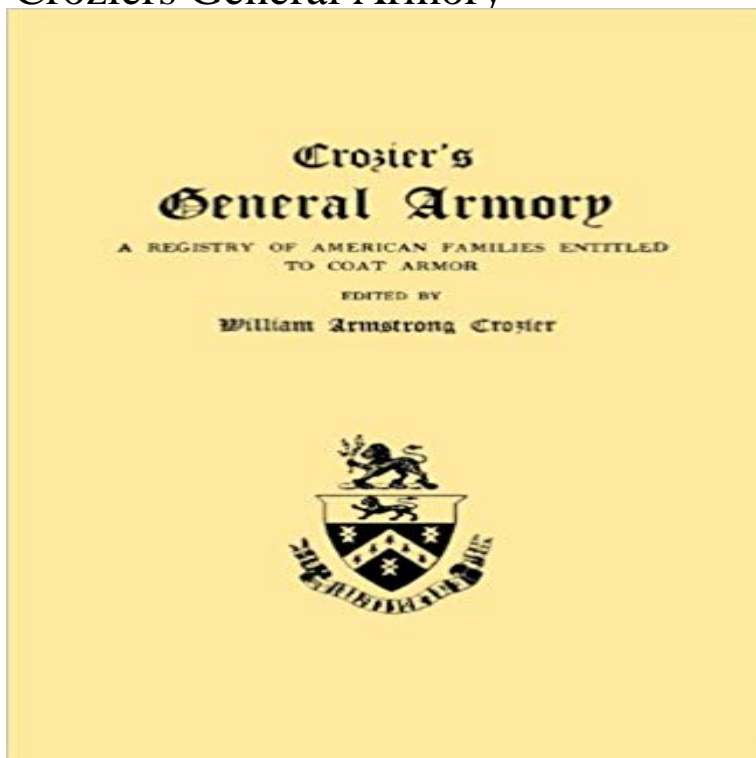 Croziers General Armory
Crozier's
General Armory
A REGISTRY OF AMERICAN FAMILIES ENTITLED
TO COAT ARMOR
EDITED BY
William Armstrong Crozier